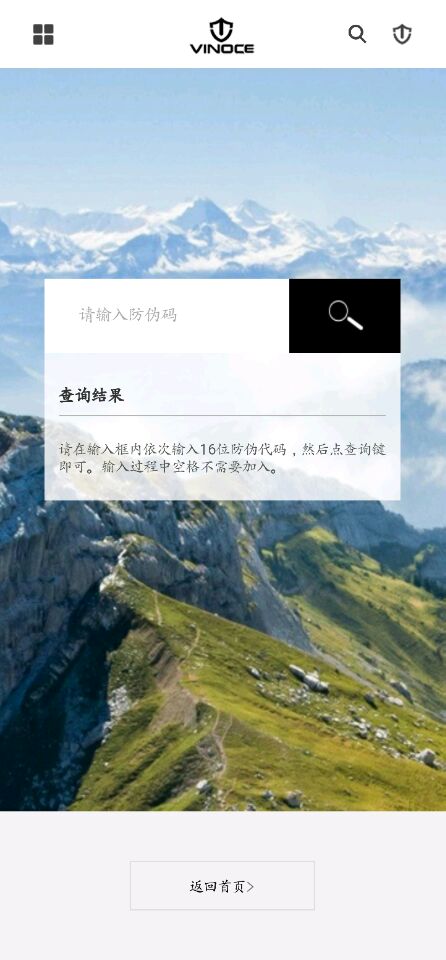 VINOCE
请输入防伪码
查询结果
请在输入框内依次输入16位防伪代码，然后点查询键
即可。输入过程中空格不需要加入。
返回首页>